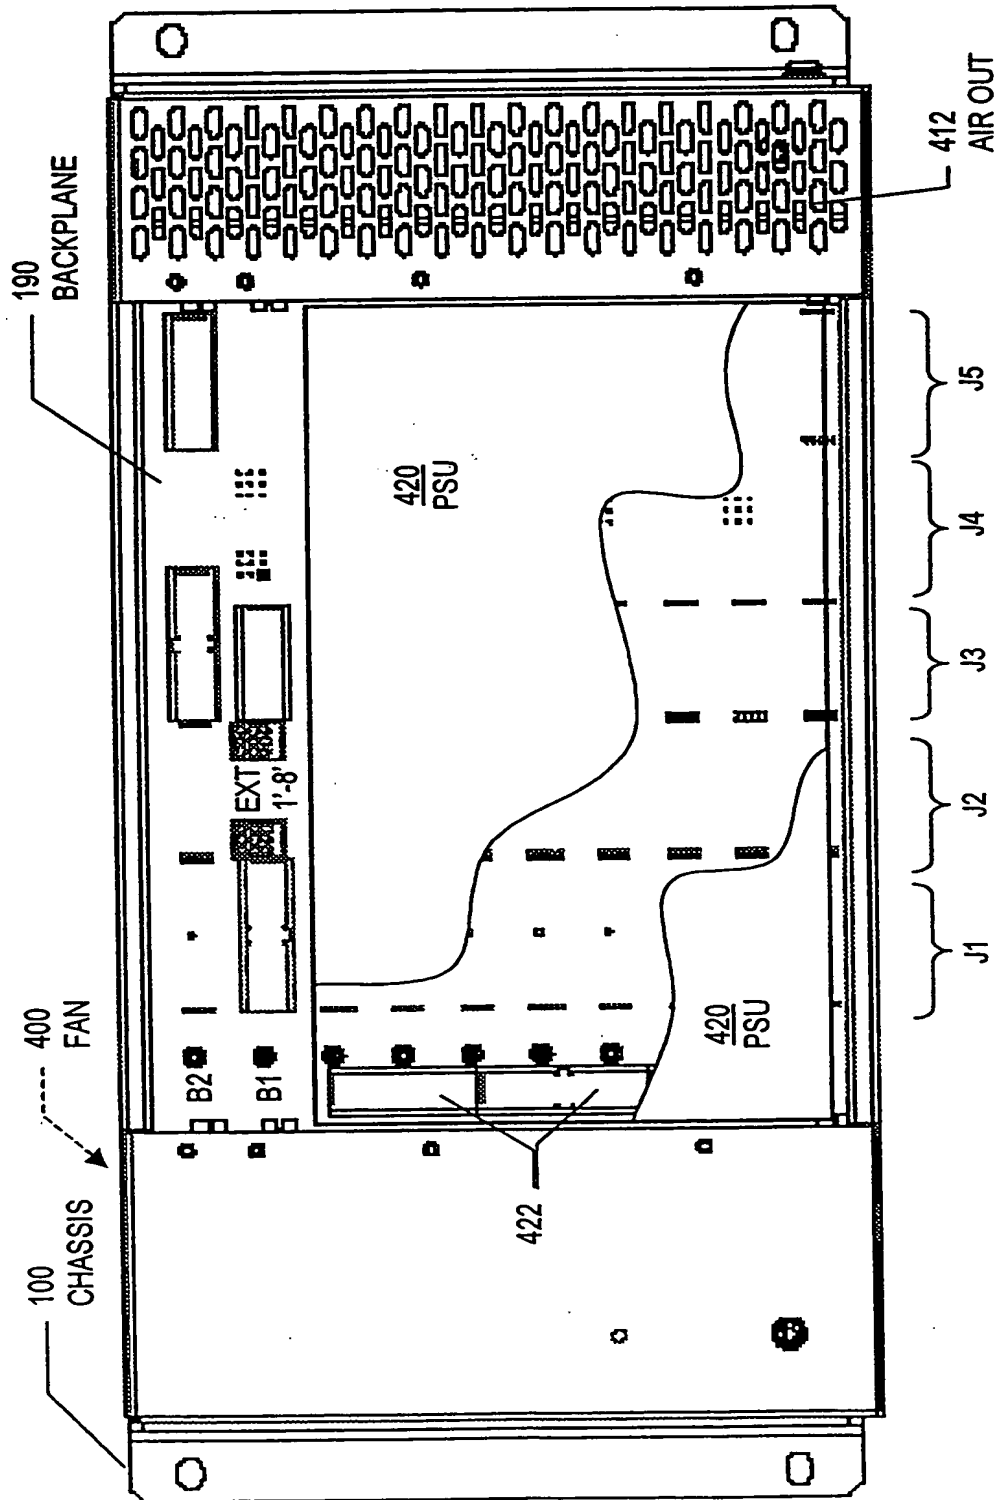 190
BACKPLANE
412
AIR OUT
420
PSU
EXT
1'-8'
J5
J4
J3
J2
J1
B2
B1
420
PSU
422
400
FAN
100
CHASSIS